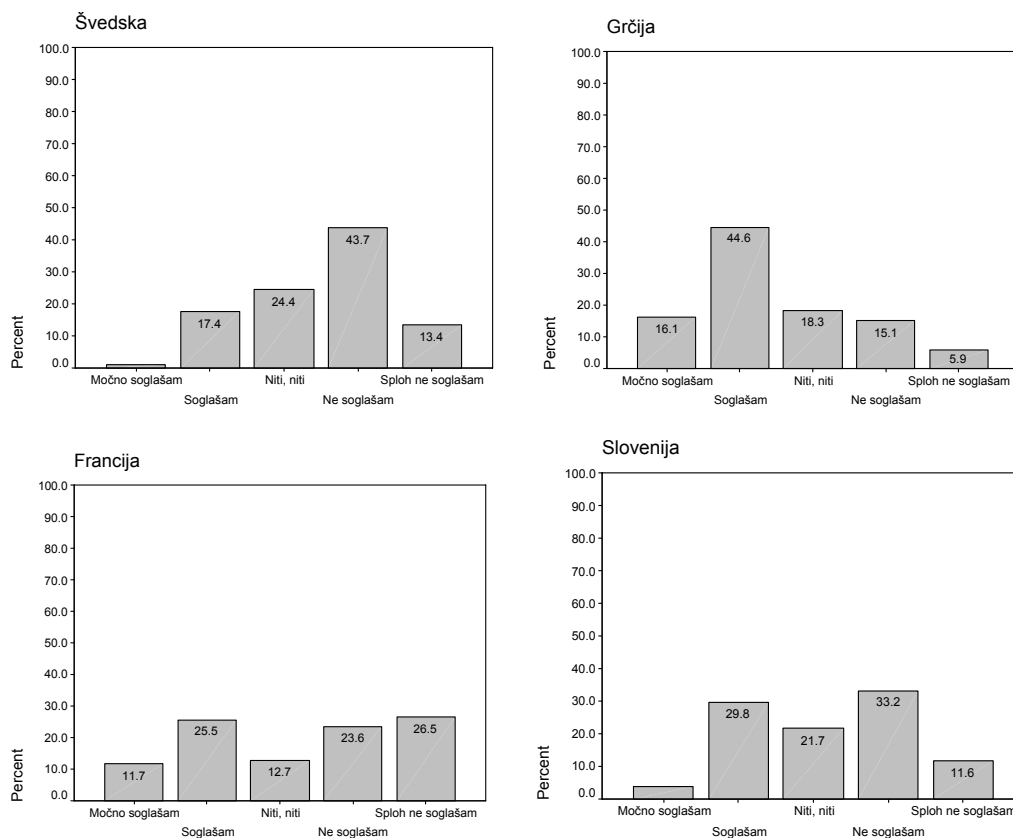 Švedska
100.0
90.0
80.0
70.0
60.0
50.0
40.0
30.0
20.0
10.0
0.0
Percent
17.4
24.4
43.7
13.4
Močno soglašam
Niti, niti
Sploh ne soglašam
Soglašam
Ne soglašam
Grčija
100.0
90.0
80.0
70.0
60.0
50.0
40.0
30.0
20.0
10.0
0.0
Percent
16.1
44.6
18.3
15.1
5.9
Močno soglašam
Niti, niti
Sploh ne soglašam
Soglašam
Ne soglašam
Francija
100.0
90.0
80.0
70.0
60.0
50.0
40.0
30.0
20.0
10.0
0.0
Percent
11.7
25.5
12.7
23.6
26.5
Močno soglašam
Niti, niti
Sploh ne soglašam
Soglašam
Ne soglašam
Slovenija
100.0
90.0
80.0
70.0
60.0
50.0
40.0
30.0
20.0
10.0
0.0
Percent
29.8
21.7
33.2
11.6
Močno soglašam
Niti, niti
Sploh ne soglašam
Soglašam
Ne soglašam